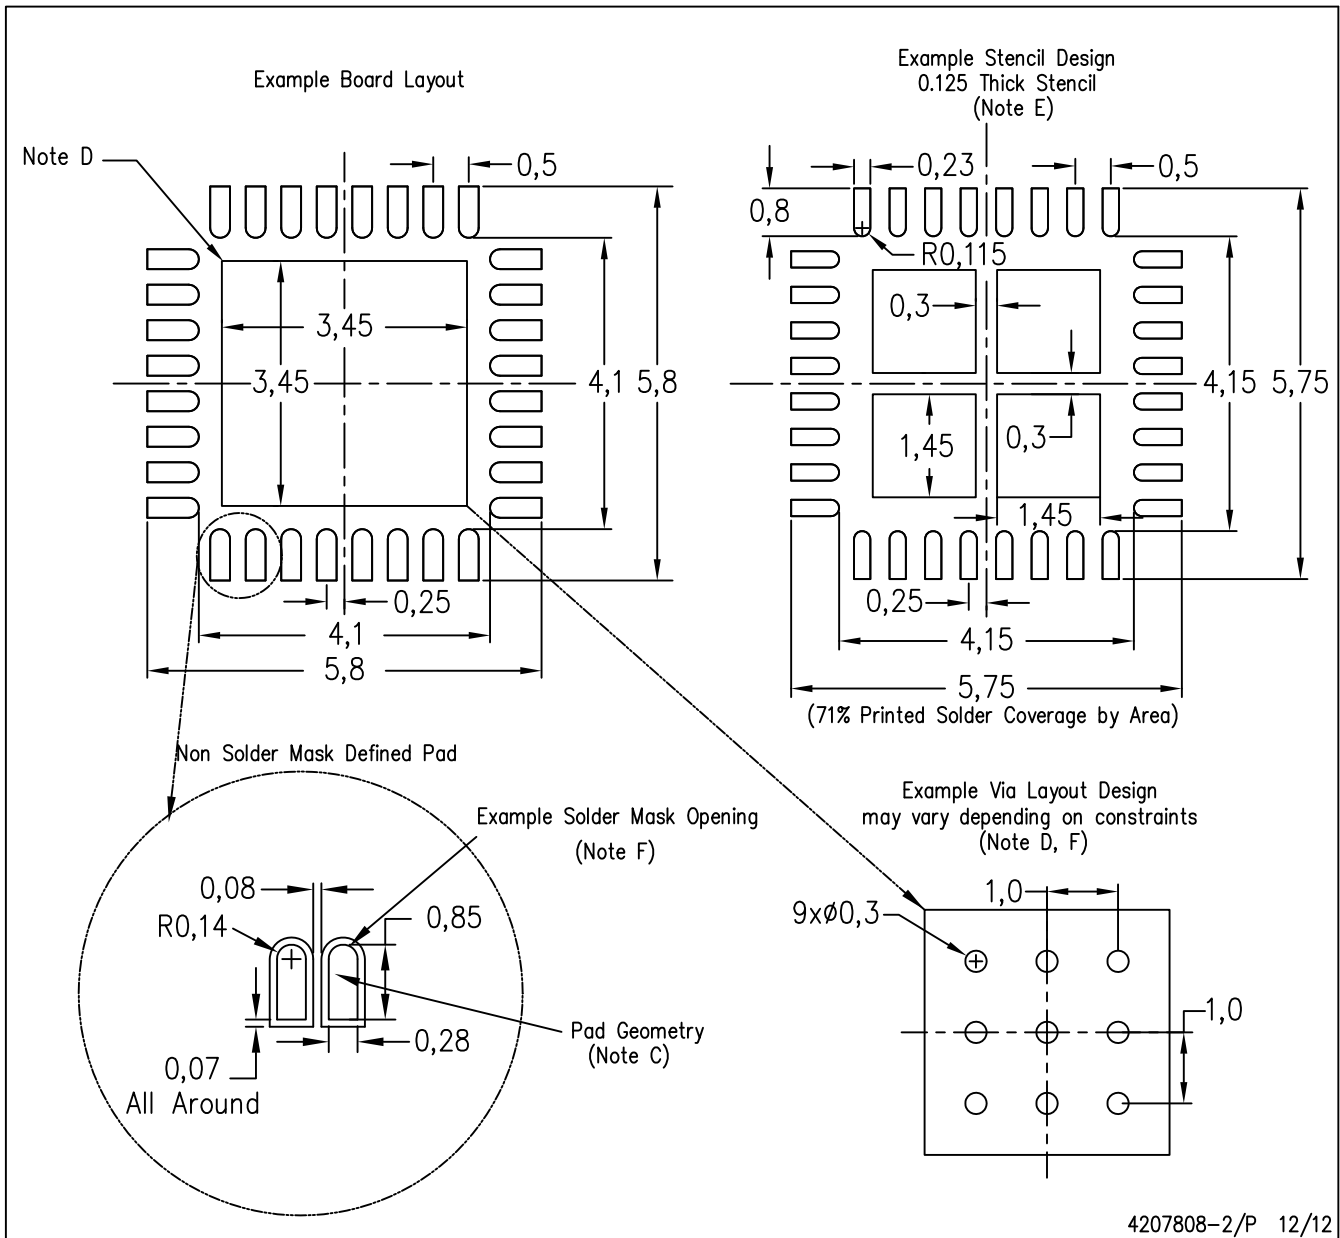 Example Board Layout
Note D
0,5
3,45
3,45
4,1
5,8
0,25
4,1
5,8
Example Stencil Design
0.125 Thick Stencil
(Note E)
0,23
0,5
0,8
R0,115
0,3
4,15
5,75
1,45
0,3
1,45
0,25
4,15
5,75
(71% Printed Solder Coverage by Area)
Non Solder Mask Defined Pad
Example Solder Mask Opening
(Note F)
0,08
R0,14
0,85
Pad Geometry
(Note C)
0,28
0,07
All Around
Example Via Layout Design
may vary depending on constraints
(Note D, F)
1,0
9xø0,3
1,0
4207808-2/P 12/12